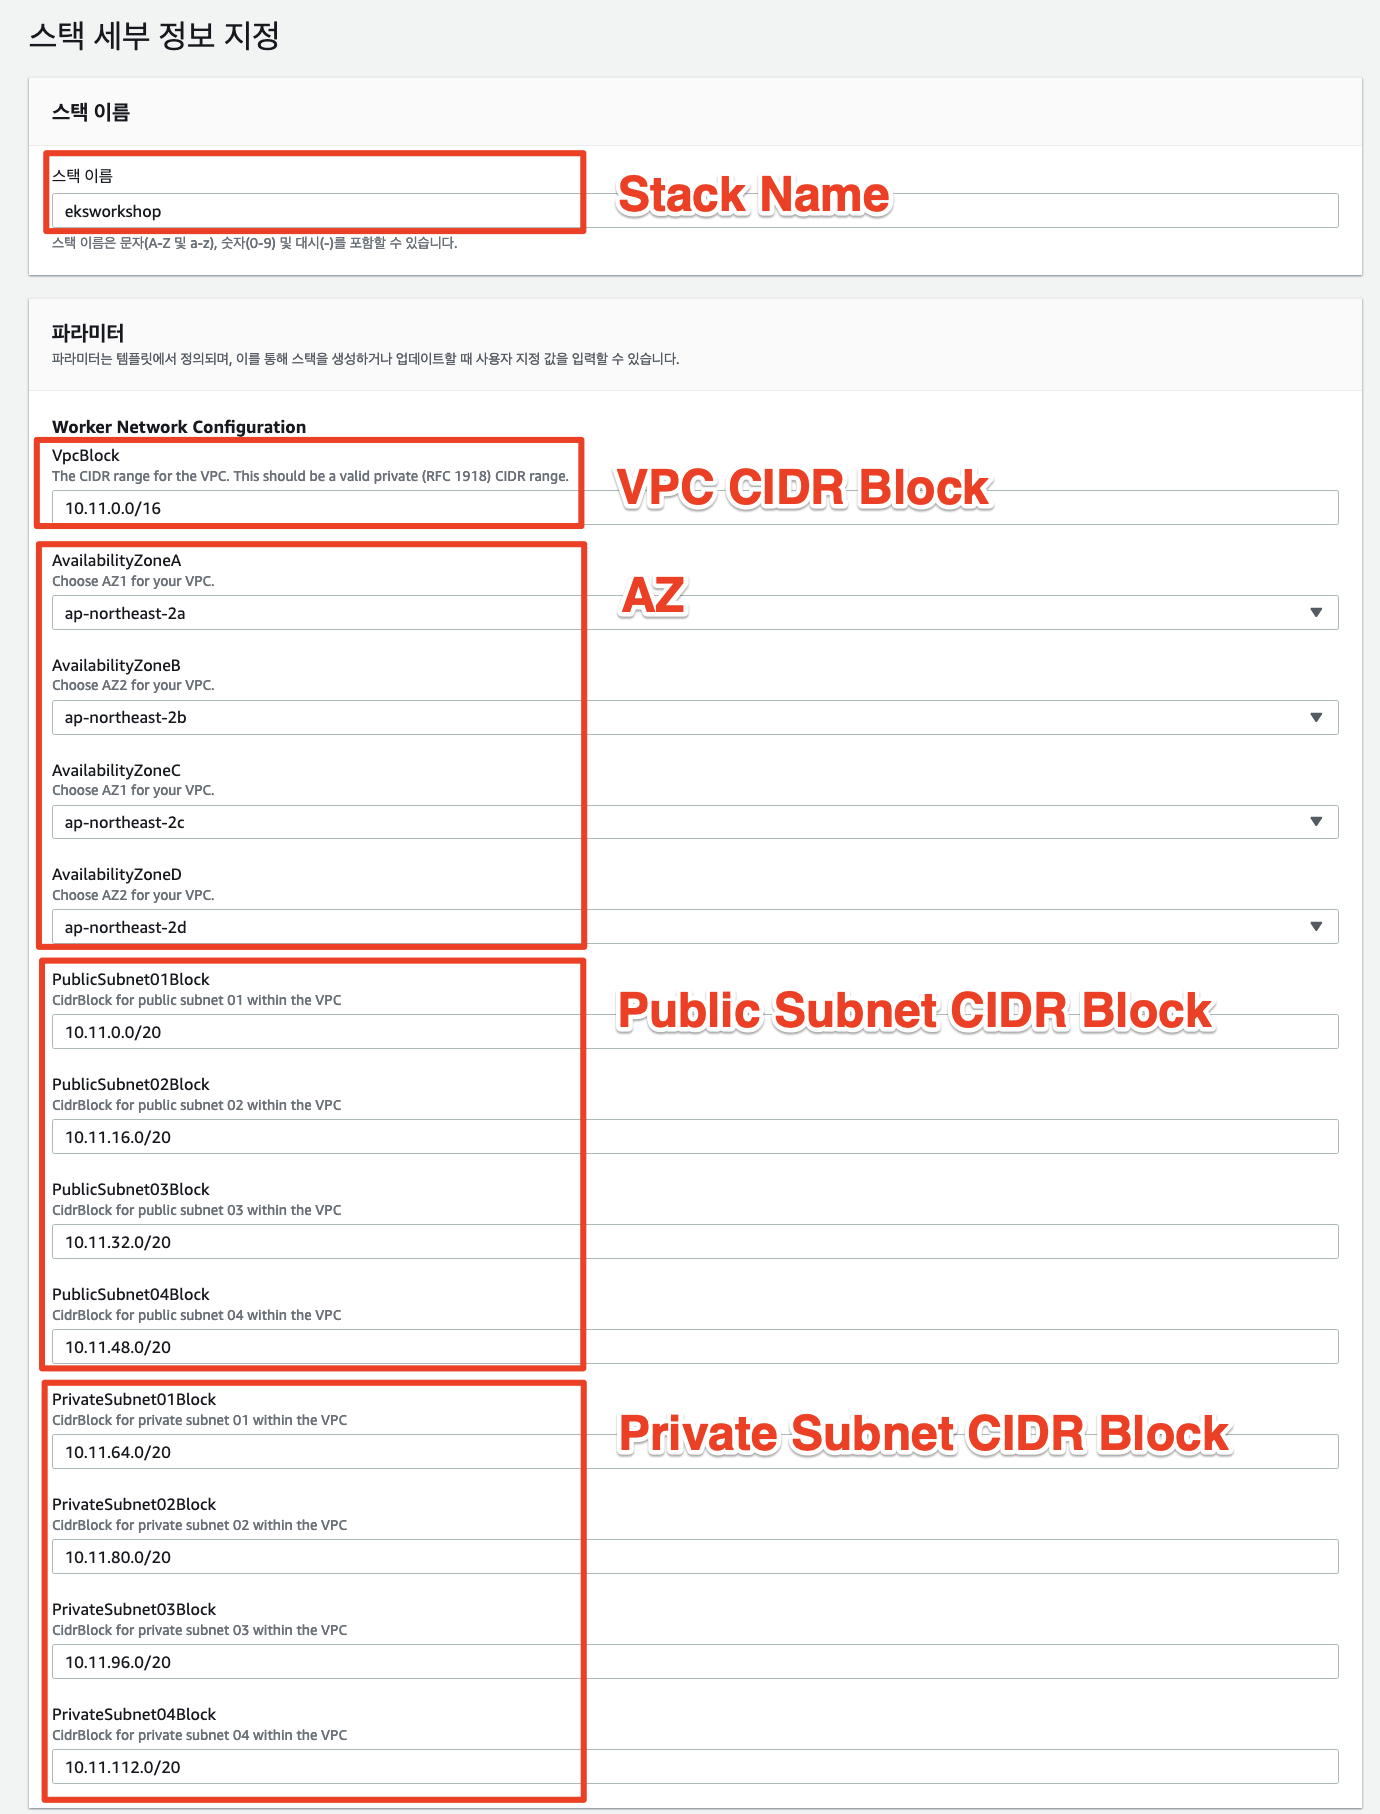 스택 세부 정보 지정
스택 이름
스택 이름
Stack Name
eksworkshop
스택 이름은 문자(A-Z 및 a-z), 숫자(0-9) 및 대시(-)를 포함할 수 있습니다.
파라미터
파라미터는 템플릿에서 정의되며, 이를 통해 스택을 생성하거나 업데이트할 때 사용자 지정 값을 입력할 수 있습니다.
Worker Network Configuration
VpcBlock
The CIDR range for the VPC. This should be a valid private (RFC 1918) CIDR range.
VPC CIDR Block
10.11.0.0/16
AvailabilityZoneA
Choose AZ1 for your VPC.
AZ
ap-northeast-2a
AvailabilityZoneB
Choose AZ2 for your VPC.
ap-northeast-2b
AvailabilityZoneC
Choose AZ1 for your VPC.
ap-northeast-2c
AvailabilityZoneD
Choose AZ2 for your VPC.
ap-northeast-2d
PublicSubnet01Block
CidrBlock for public subnet 01 within the VPC
Public Subnet CIDR Block
10.11.0.0/20
PublicSubnet02Block
CidrBlock for public subnet 02 within the VPC
10.11.16.0/20
PublicSubnet03Block
CidrBlock for public subnet 03 within the VPC
10.11.32.0/20
PublicSubnet04Block
CidrBlock for public subnet 04 within the VPC
10.11.48.0/20
PrivateSubnet01Block
CidrBlock for private subnet 01 within the VPC
Private Subnet CIDR Block
10.11.64.0/20
PrivateSubnet02Block
CidrBlock for private subnet 02 within the VPC
10.11.80.0/20
PrivateSubnet03Block
CidrBlock for private subnet 03 within the VPC
10.11.96.0/20
PrivateSubnet04Block
CidrBlock for private subnet 04 within the VPC
10.11.112.0/20